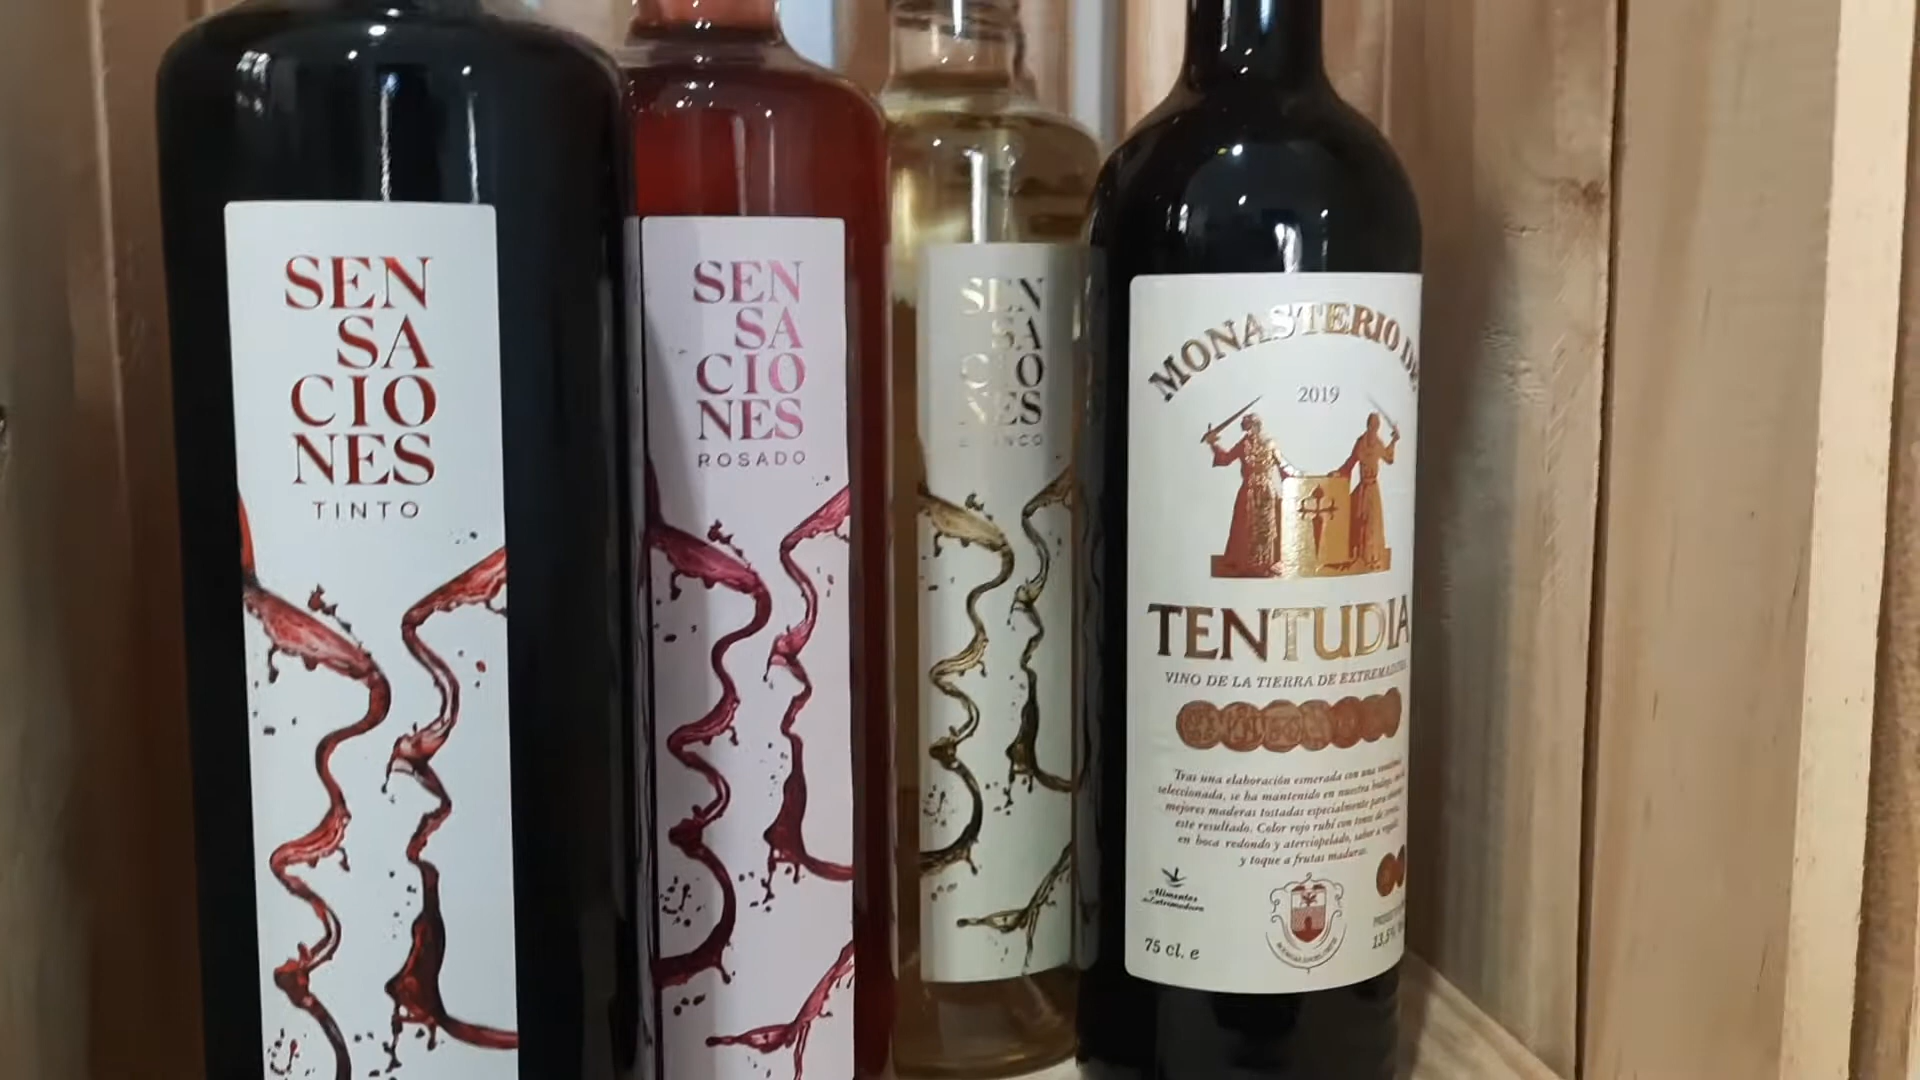 SEN
SA
CIO
NES
TINTO
SEN
SA
CIO
NES
ROSADO
SEN
SA
CIO
NES
BLANCO
MONASTERIO DE
2019
TENTUDIA
VINO DE LA TIERRA DE EXTREMADURA
Tras una elaboración esmerada con una
seleccionada, se ha mantenido en nuestra
mejores maderas tostadas especialmente para
este resultado. Color rojo rubí con tonos de
en boca redondo y aterciopelado, sabor a
y toque a frutas maduras.
Alimentos
de Extremadura
75 cl. e
13,5%